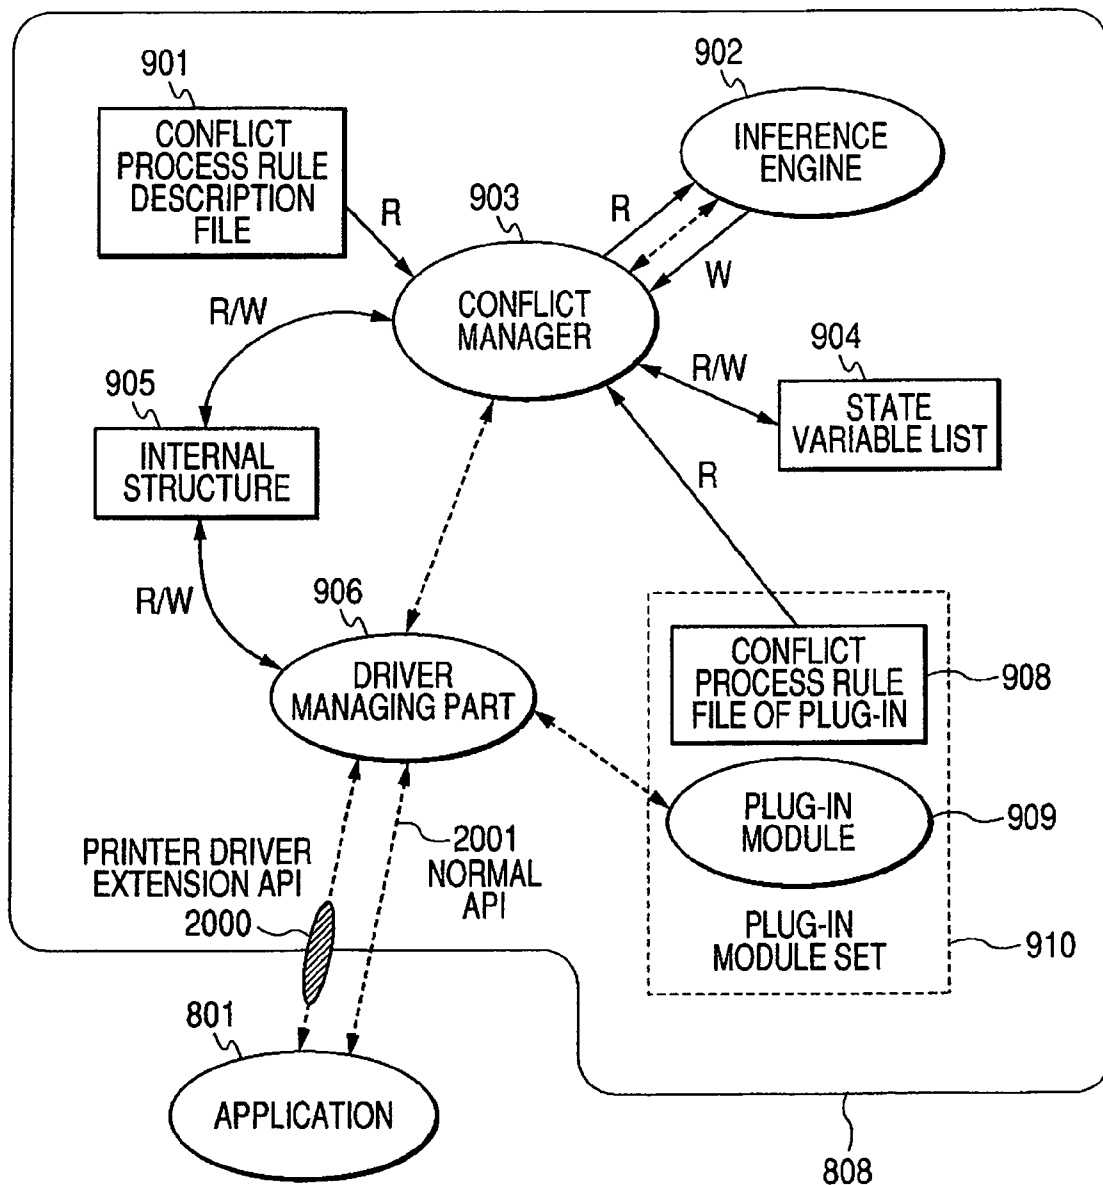 901
CONFLICT
PROCESS RULE
DESCRIPTION
FILE
R
902
INFERENCE
ENGINE
903
R
W
CONFLICT
MANAGER
R/W
904
R/W
STATE
VARIABLE LIST
905
INTERNAL
STRUCTURE
R
R/W
906
DRIVER
MANAGING PART
CONFLICT
PROCESS RULE
FILE OF PLUG-IN
908
PLUG-IN
MODULE
909
PLUG-IN
MODULE SET
910
PRINTER DRIVER
EXTENSION API
2000
2001
NORMAL
API
801
APPLICATION
808